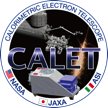 CALORIMETRIC ELECTRON TELESCOPE
CALET
NASA
JAXA
ASI